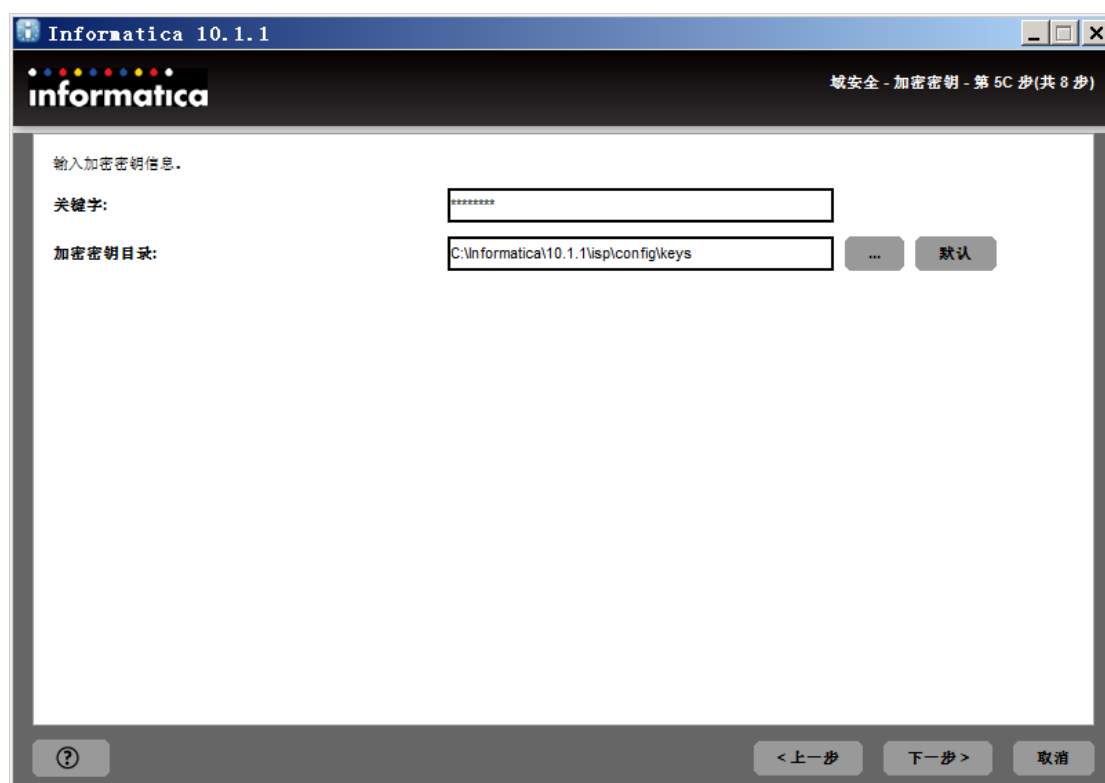 Informatica 10.1.1
informatica
域安全 - 加密密钥 - 第 5C 步(共 8 步)
输入加密密钥信息.
关键字:
********
加密密钥目录:
C:\Informatica\10.1.1\isp\config\keys
...
默认
?
<上一步
下一步>
取消